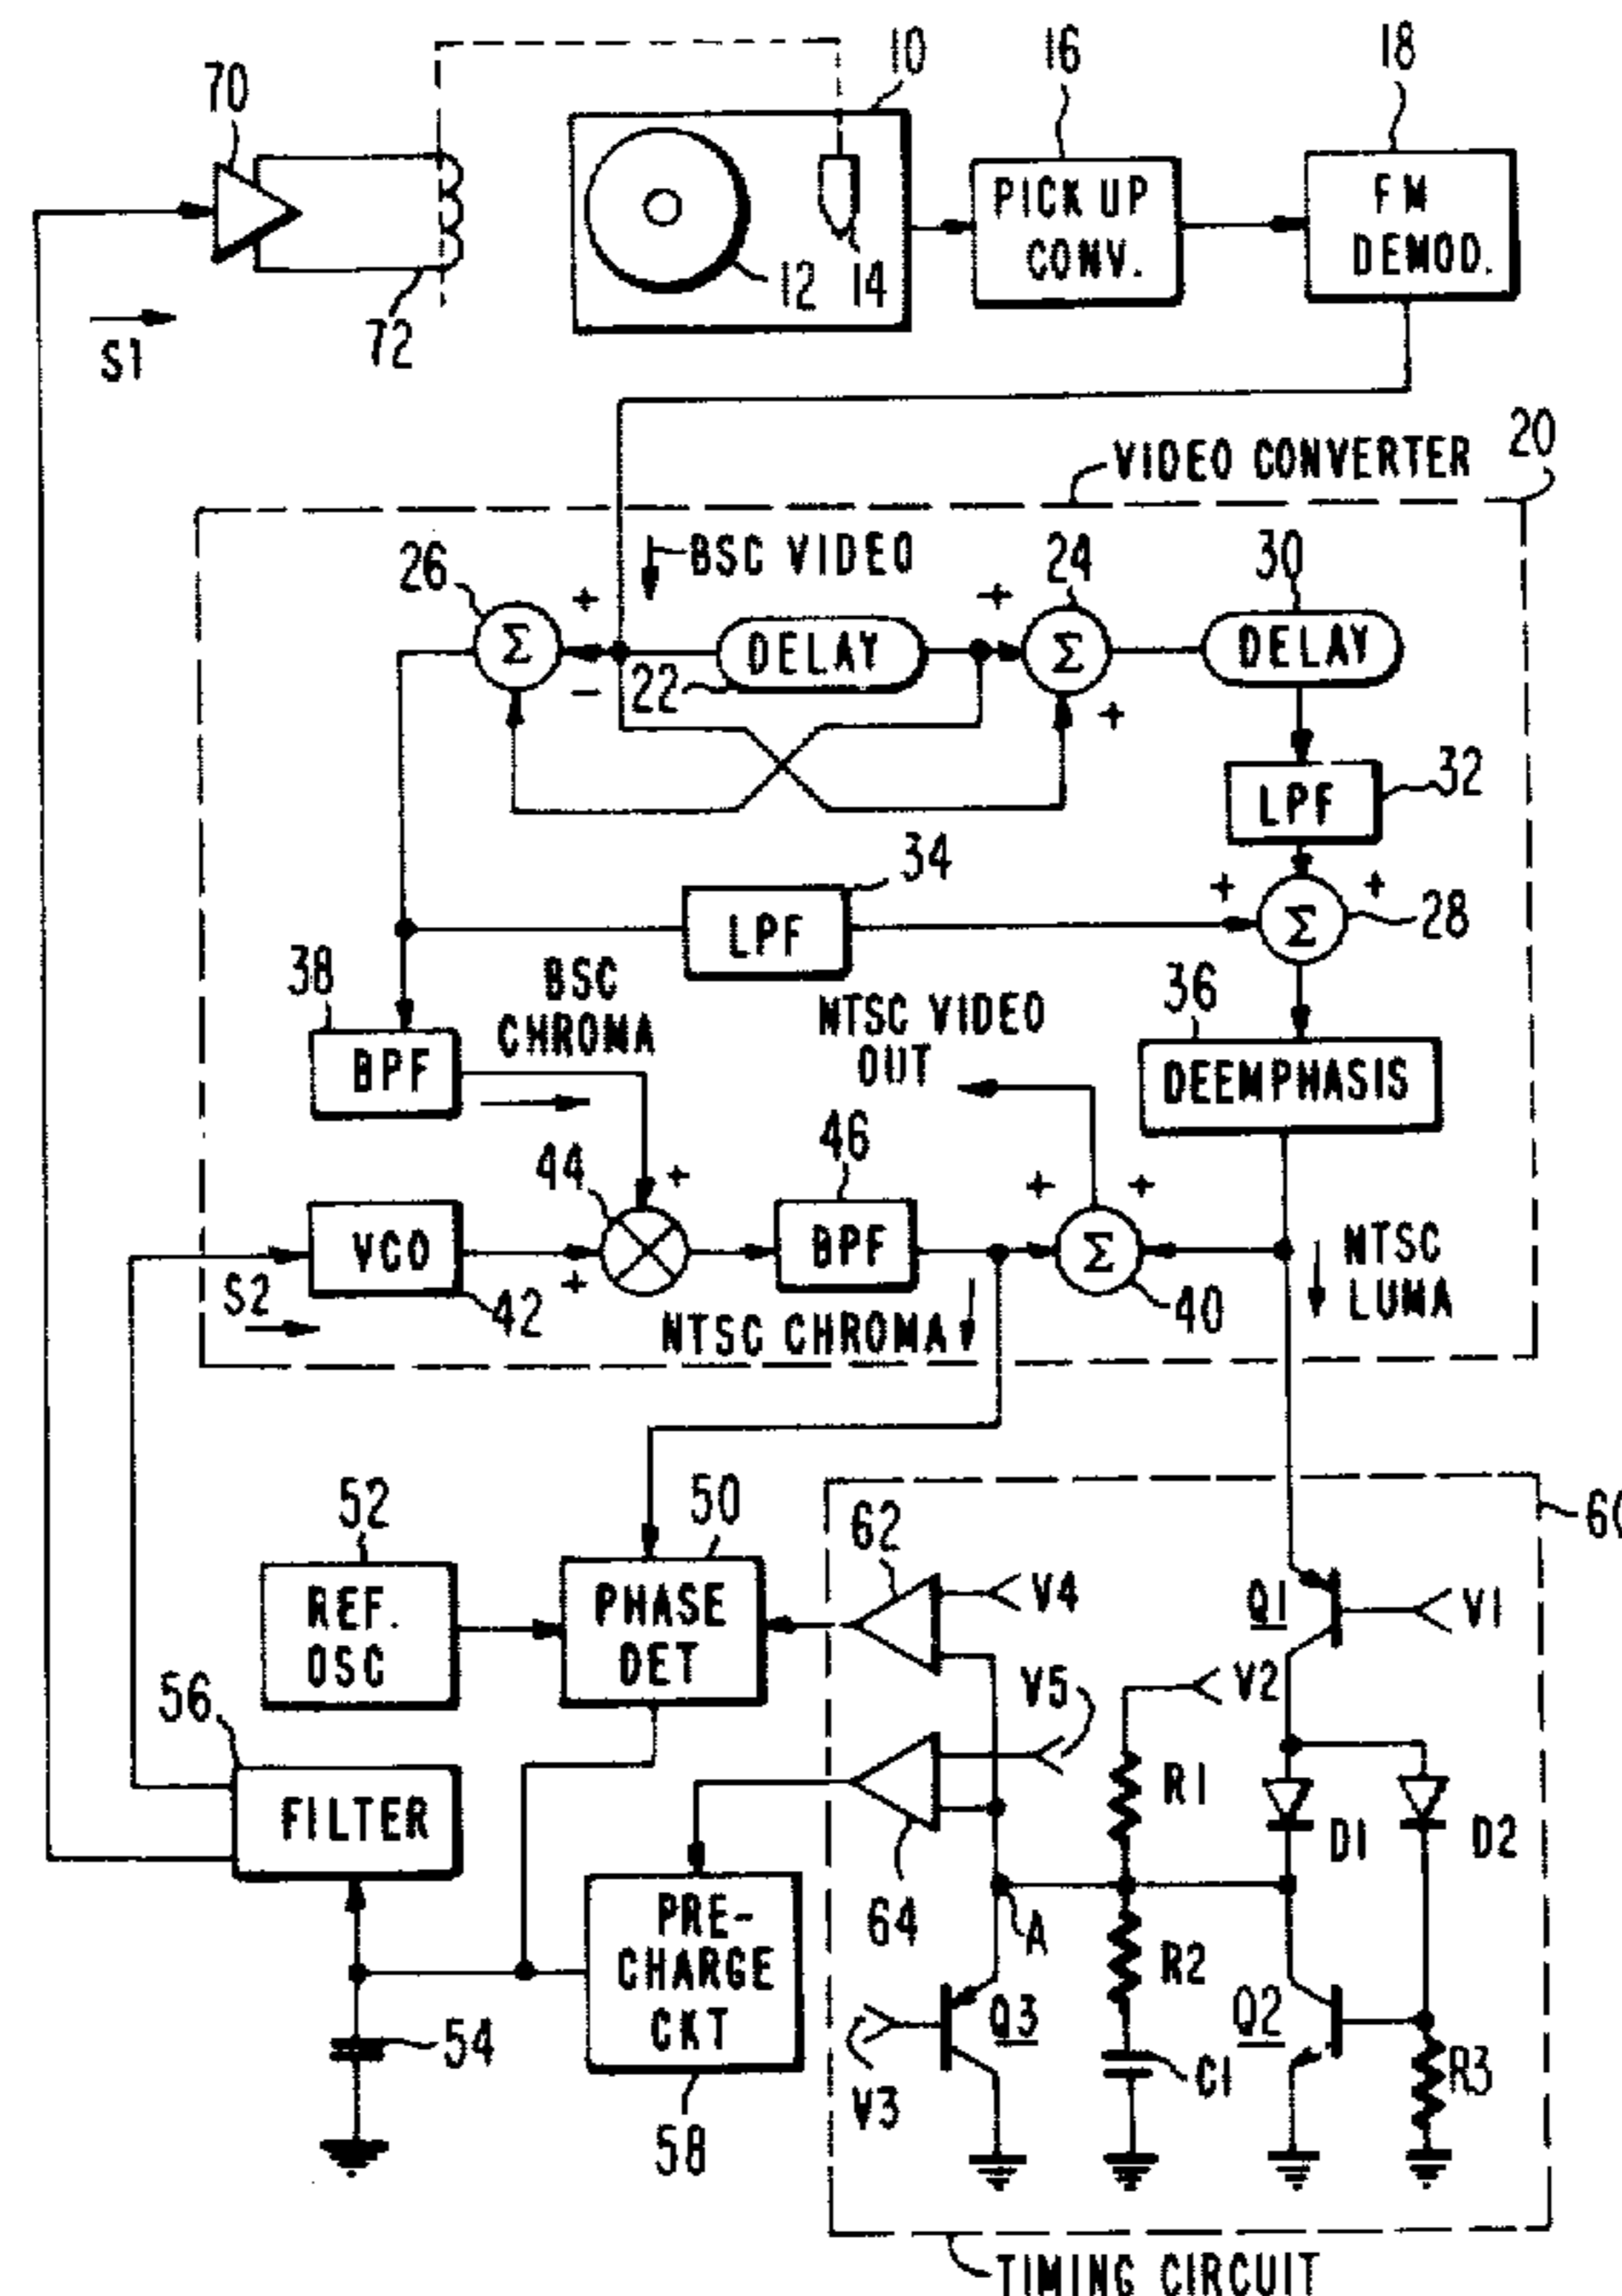 10
16
18
70
PICK UP
CONV.
FM
DEMOD.
12
14
S1
72
20
VIDEO CONVERTER
BSC VIDEO
26
+
+
24
30
Σ
DELAY
Σ
DELAY
22
−
+
32
LPF
34
+
+
LPF
Σ
28
38
BSC
CHROMA
NTSC VIDEO
OUT
36
BPF
DEEMPHASIS
46
44
+
+
+
VCO
BPF
Σ
NTSC
LUMA
S2
42
+
NTSC CHROMA
40
52
50
62
REF.
OSC
PHASE
DET
V4
Q1
V1
V5
V2
56
FILTER
R1
D1
D2
64
A
PRE-
CHARGE
CKT
R2
54
Q3
Q2
C1
R3
V3
58
TIMING CIRCUIT